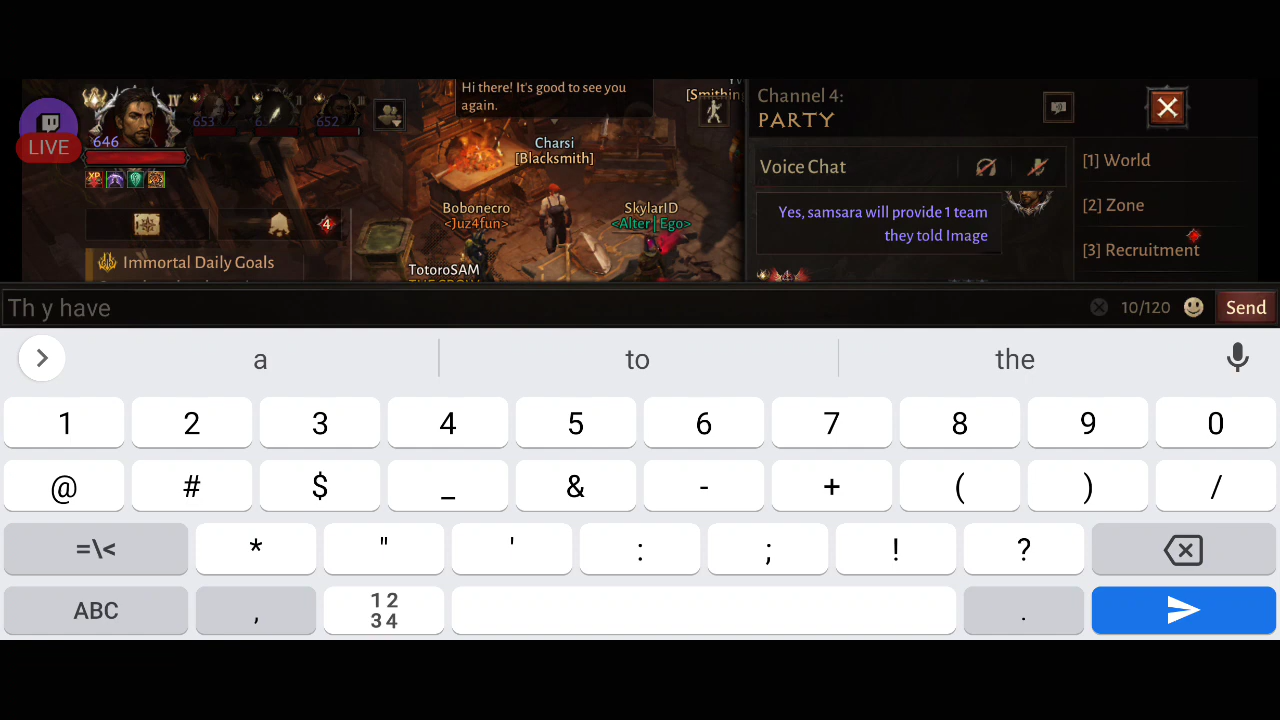 Hi there! It's good to see you
again.
LIVE
IV
646
653
652
XP
4
Immortal Daily Goals
Charsi
[Blacksmith]
Bobonecro
<Juz4fun>
SkylarID
<Alter|Ego>
TotoroSAM
Channel 4:
PARTY
Voice Chat
Yes, samsara will provide 1 team
they told Image
[1] World
[2] Zone
[3] Recruitment
Th y have
10/120
Send
a
to
the
1 2 3 4 5 6 7 8 9 0
@ # $ _ & - + ( ) /
=\< * " ' : ; ! ?
ABC , 1 2 .
3 4